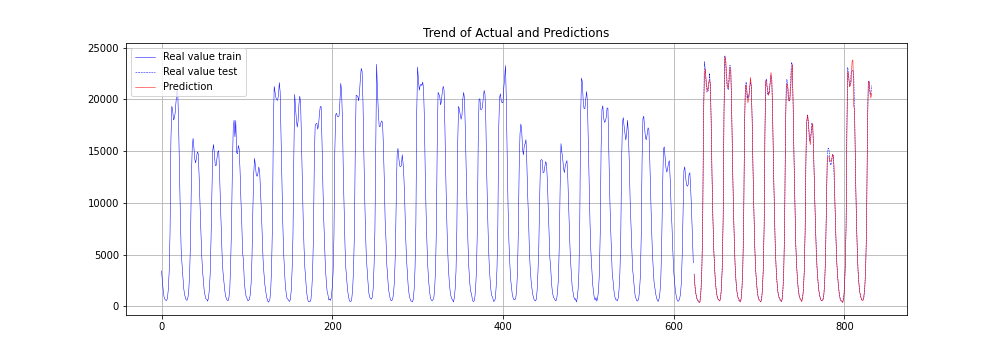 Trend of Actual and Predictions
25000
20000
15000
10000
5000
0
Real value train
Real value test
Prediction
0 200 400 600 800